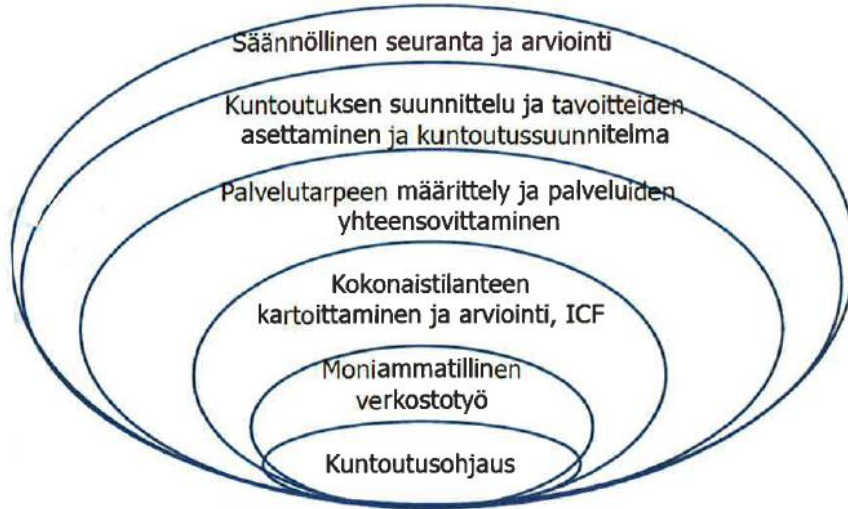 Säännöllinen seuranta ja arviointi
Kuntoutuksen suunnittelu ja tavoitteiden
asettaminen ja kuntoutussuunnitelma
Palvelutarpeen määrittely ja palveluiden
yhteensovittaminen
Kokonaistilanteen
kartoittaminen ja arviointi, ICF
Moniammatillinen
verkostotyö
Kuntoutusohjaus